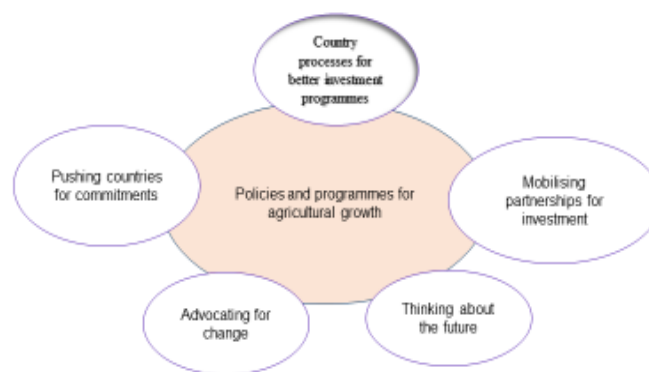 Country
processes for
better investment
programmes
Pushing countries
for commitments
Policies and programmes for
agricultural growth
Mobilising
partnerships for
investment
Advocating for
change
Thinking about
the future